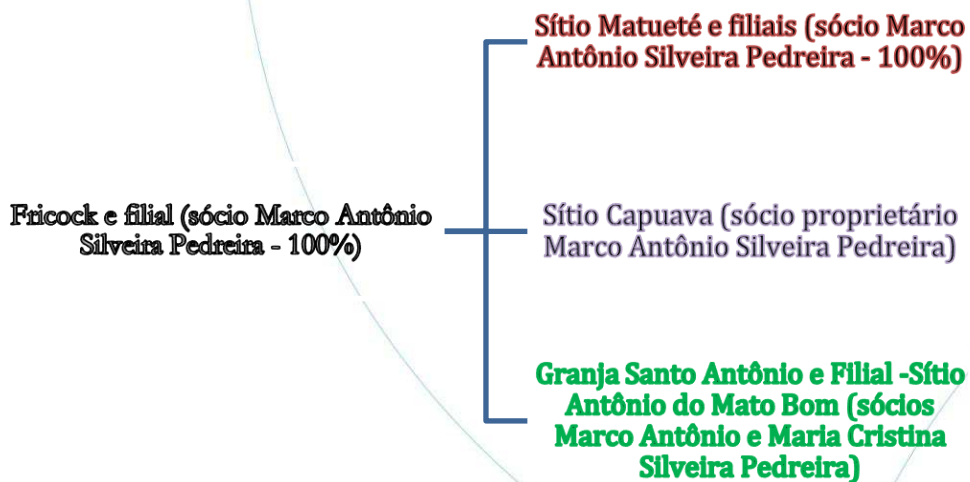 Sítio Matueté e filiais (sócio Marco
Antônio Silveira Pedreira - 100%)
Fricock e filial (sócio Marco Antônio
Silveira Pedreira - 100%)
Sítio Capuava (sócio proprietário
Marco Antônio Silveira Pedreira)
Granja Santo Antônio e Filial -Sítio
Antônio do Mato Bom (sócios
Marco Antônio e Maria Cristina
Silveira Pedreira)